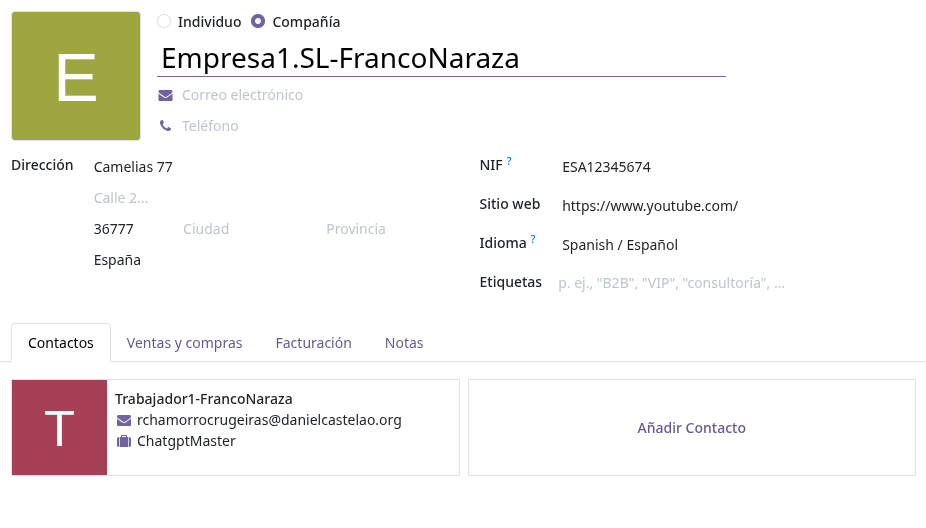 E
Individuo Compañía
Empresa1.SL-FrancoNaraza
Correo electrónico
Teléfono
Dirección
Camelias 77
Calle 2...
36777 Ciudad Provincia
España
NIF ? ESA12345674
Sitio web https://www.youtube.com/
Idioma ? Spanish / Español
Etiquetas p. ej., "B2B", "VIP", "consultoría", ...
Contactos Ventas y compras Facturación Notas
T
Trabajador1-FrancoNaraza
rchamorrocrugeiras@danielcastelao.org
ChatgptMaster
Añadir Contacto